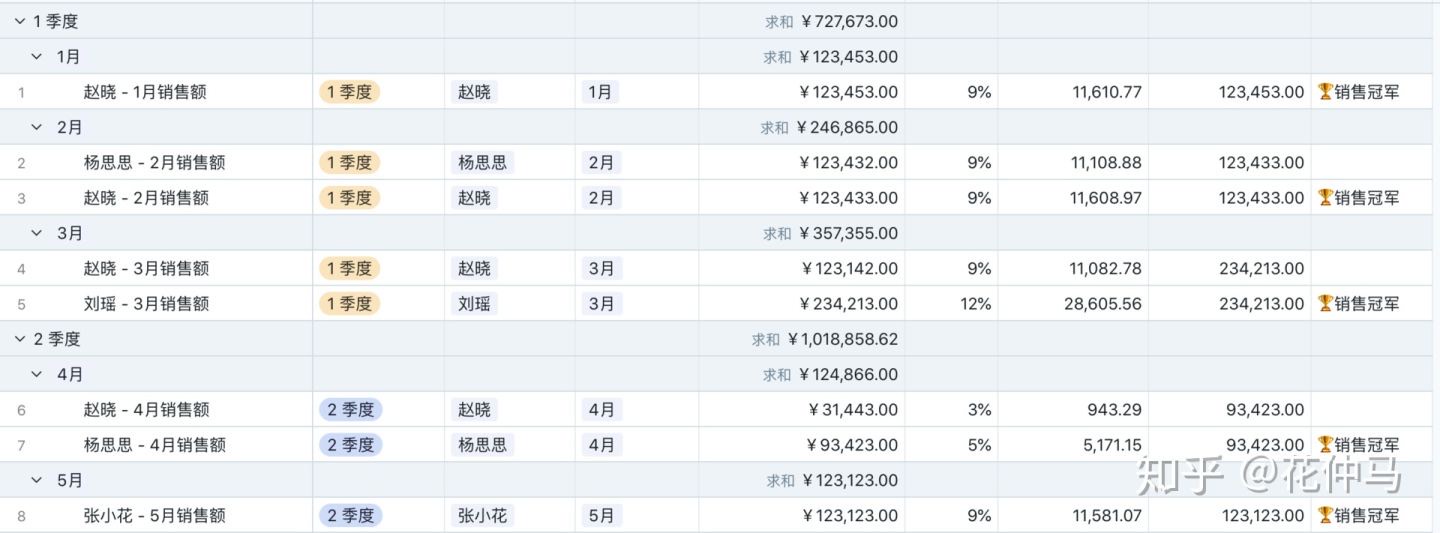 1 季度 求和 ¥727,673.00
1月 求和 ¥123,453.00
1 赵晓 - 1月销售额 1 季度 赵晓 1月 ¥123,453.00 9% 11,610.77 123,453.00 🏆销售冠军
2月 求和 ¥246,865.00
2 杨思思 - 2月销售额 1 季度 杨思思 2月 ¥123,432.00 9% 11,108.88 123,433.00
3 赵晓 - 2月销售额 1 季度 赵晓 2月 ¥123,433.00 9% 11,608.97 123,433.00 🏆销售冠军
3月 求和 ¥357,355.00
4 赵晓 - 3月销售额 1 季度 赵晓 3月 ¥123,142.00 9% 11,082.78 234,213.00
5 刘瑶 - 3月销售额 1 季度 刘瑶 3月 ¥234,213.00 12% 28,605.56 234,213.00 🏆销售冠军
2 季度 求和 ¥1,018,858.62
4月 求和 ¥124,866.00
6 赵晓 - 4月销售额 2 季度 赵晓 4月 ¥31,443.00 3% 943.29 93,423.00
7 杨思思 - 4月销售额 2 季度 杨思思 4月 ¥93,423.00 5% 5,171.15 93,423.00 🏆销售冠军
5月 求和 ¥123,123.00
知乎 @花仲马
8 张小花 - 5月销售额 2 季度 张小花 5月 ¥123,123.00 9% 11,581.07 123,123.00 🏆销售冠军